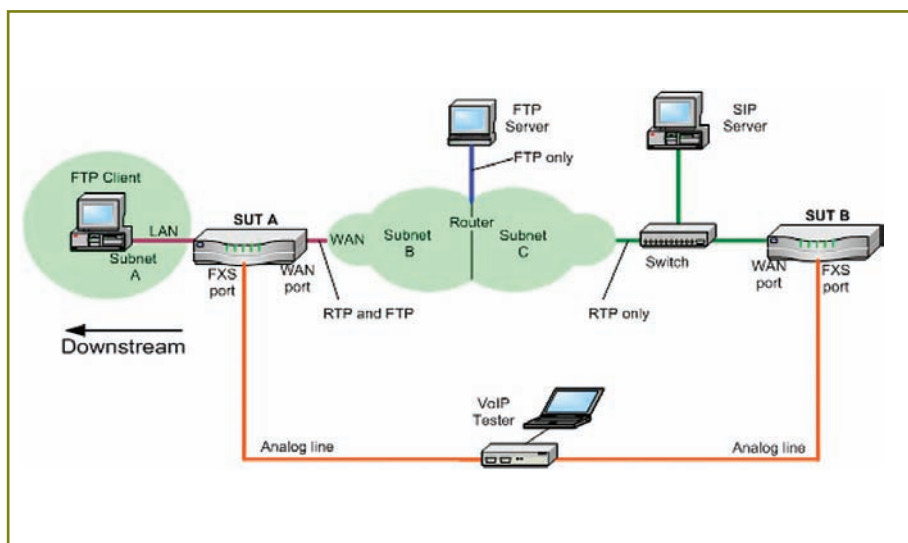 FTP
Server
SIP
Server
FTP only
FTP Client
SUT A
LAN
WAN
Subnet
A
FXS
port
WAN
port
Subnet
B
Router
Subnet
C
SUT B
Switch
WAN
port
FXS
port
RTP and FTP
RTP only
Downstream
VoIP
Tester
Analog line
Analog line